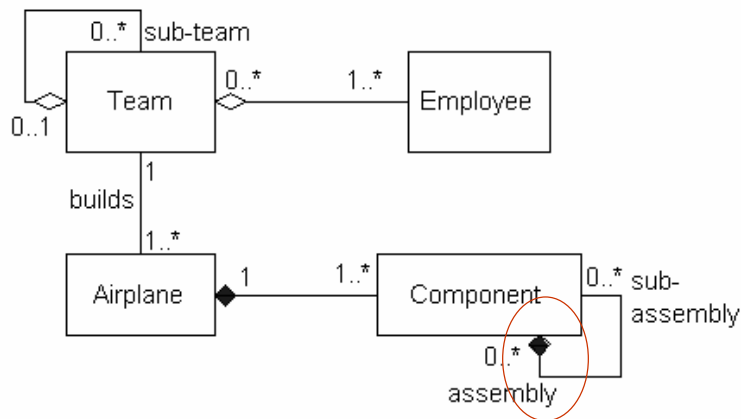 0..* sub-team
Team
0..* 1..*
Employee
0..1
1
builds
1..*
Airplane
1 1..*
Component
0..* sub-
assembly
0..*
assembly